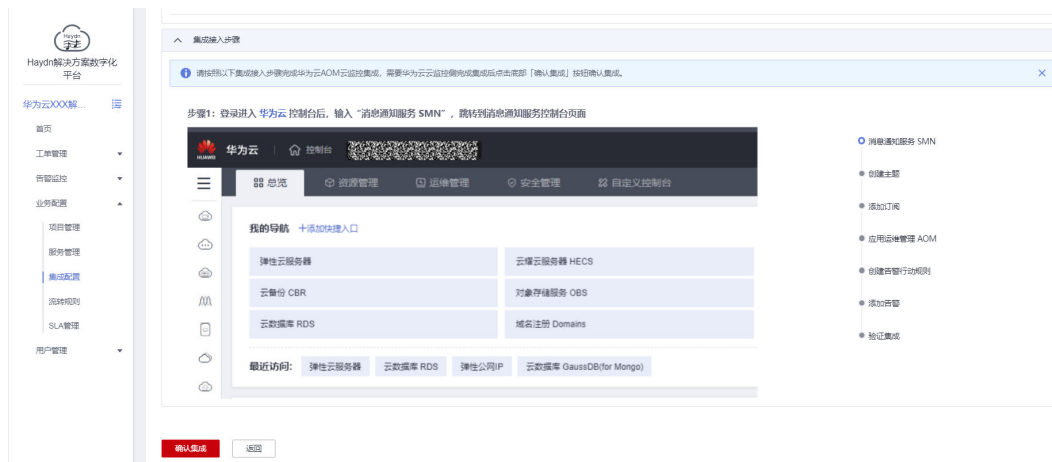 Haydn
Haydn解决方案数字化
平台
华为云XXX解...
首页
工单管理
告警监控
业务配置
项目管理
服务管理
集成配置
流转规则
SLA管理
用户管理
集成接入步骤
请按照以下集成接入步骤完成华为云AOM云监控集成，需要华为云云监控侧完成集成后点击底部「确认集成」按钮确认集成。
步骤1：登录进入 华为云 控制台后，输入“消息通知服务 SMN”，跳转到消息通知服务控制台页面
HUAWEI
华为云 控制台
总览 资源管理 运维管理 安全管理 自定义控制台
我的导航 +添加快捷入口
弹性云服务器 云耀云服务器 HECS
云备份 CBR 对象存储服务 OBS
云数据库 RDS 域名注册 Domains
最近访问: 弹性云服务器 云数据库 RDS 弹性公网IP 云数据库 GaussDB(for Mongo)
消息通知服务 SMN
创建主题
添加订阅
应用运维管理 AOM
创建告警行动规则
添加告警
验证集成
确认集成 返回